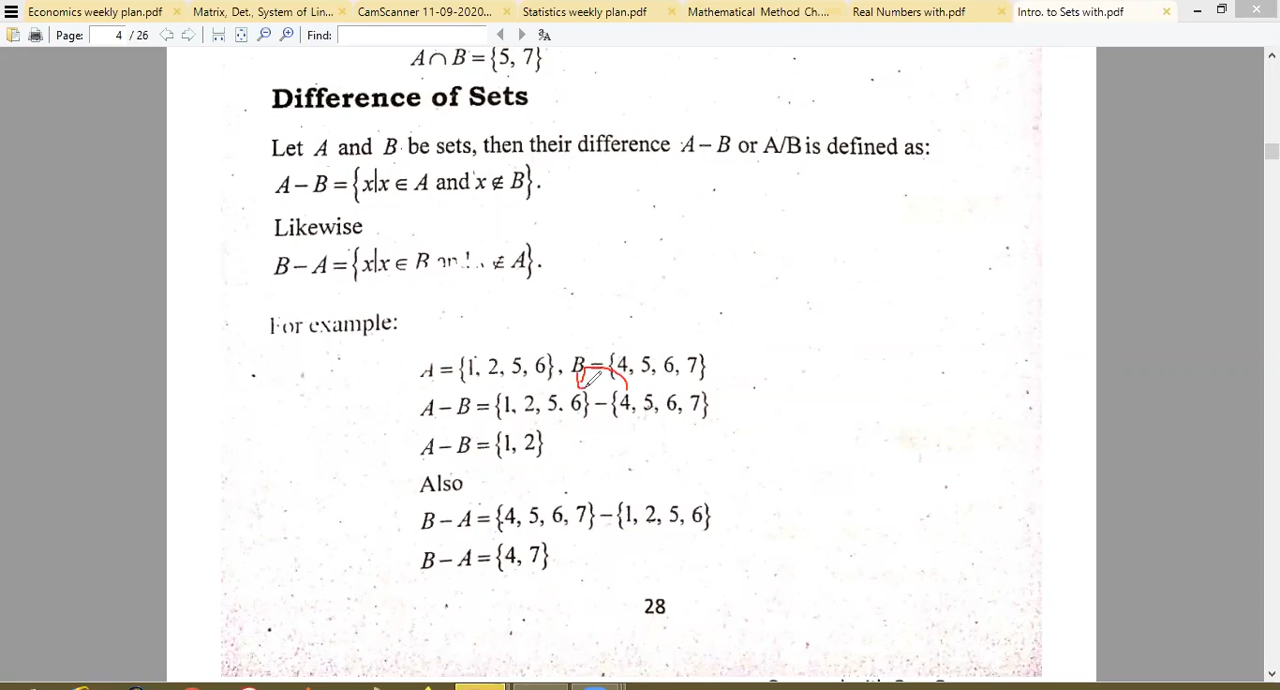 Economics weekly plan.pdf × Matrix, Det., System of Lin... × CamScanner 11-09-2020... × Statistics weekly plan.pdf × Mathematical Method Ch.... × Real Numbers with.pdf × Intro. to Sets with.pdf ×
Page: 4 / 26 Find:
A∩B = {5, 7}
Difference of Sets
Let A and B be sets, then their difference A – B or A/B is defined as:
A – B = {x|x ∈ A and x ∉ B}.
Likewise
B – A = {x|x ∈ B ∉ A}.
For example:
A = {1, 2, 5, 6}, B = {4, 5, 6, 7}
A – B = {1, 2, 5. 6} – {4, 5, 6, 7}
A – B = {1, 2}
Also
B – A = {4, 5, 6, 7} – {1, 2, 5, 6}
B – A = {4, 7}
28